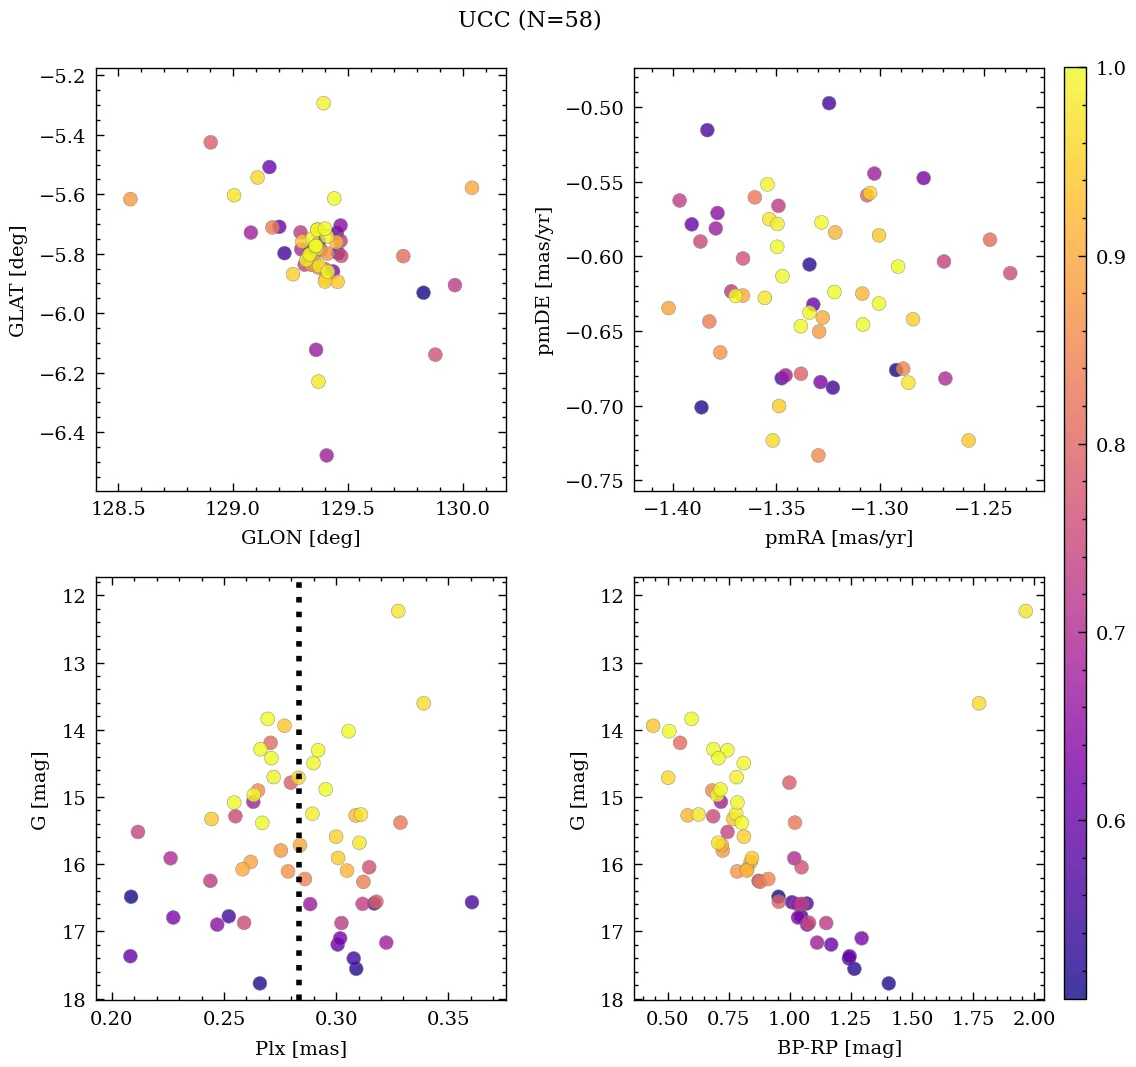 UCC (N=58)
−5.2
−5.4
−5.6
−5.8
−6.0
−6.2
−6.4
GLAT [deg]
128.5 129.0 129.5 130.0
GLON [deg]
−0.50
−0.55
−0.60
−0.65
−0.70
−0.75
pmDE [mas/yr]
−1.40 −1.35 −1.30 −1.25
pmRA [mas/yr]
1.0
0.9
0.8
0.7
0.6
12
13
14
15
16
17
18
G [mag]
0.20 0.25 0.30 0.35
Plx [mas]
12
13
14
15
16
17
18
G [mag]
0.50 0.75 1.00 1.25 1.50 1.75 2.00
BP-RP [mag]